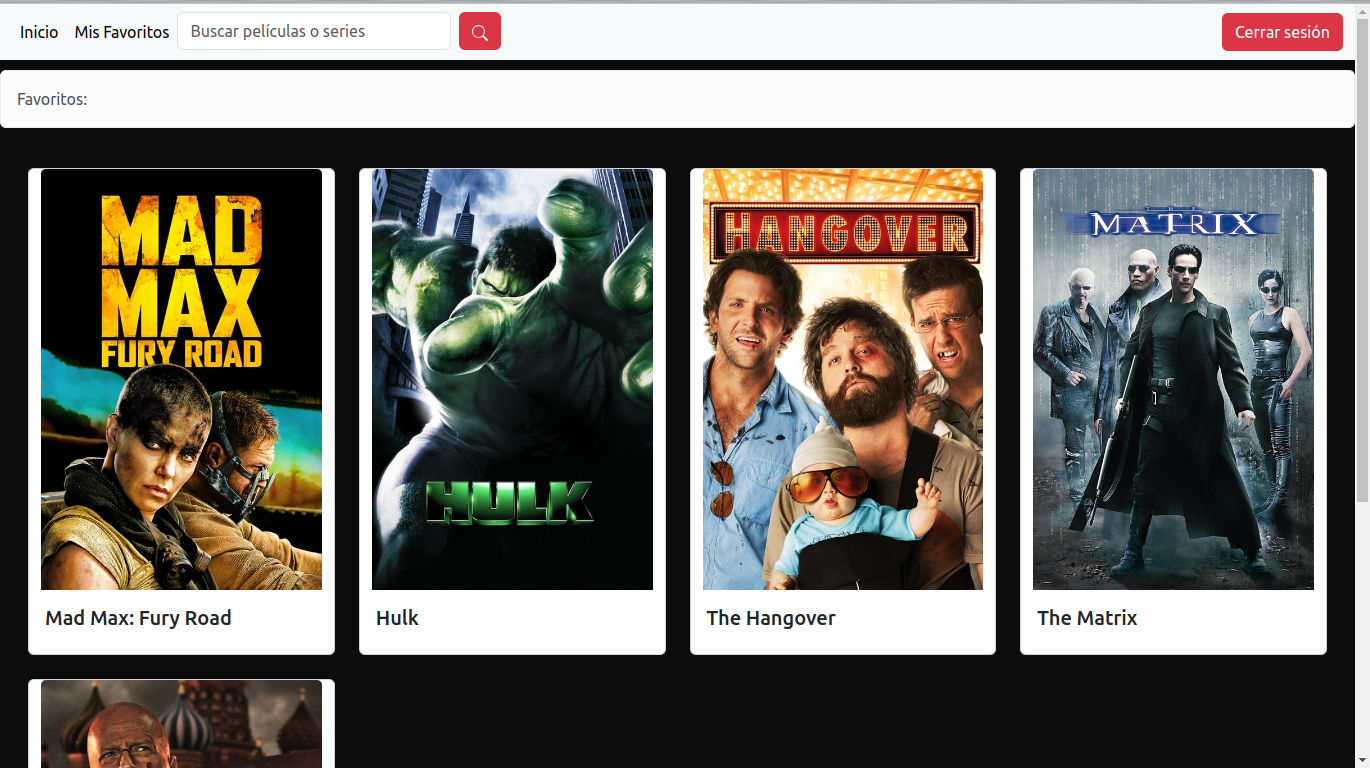 Inicio Mis Favoritos Buscar películas o series Cerrar sesión
Favoritos:
MAD
MAX
FURY ROAD
HULK
HANGOVER
THE
MATRIX
Mad Max: Fury Road
Hulk
The Hangover
The Matrix